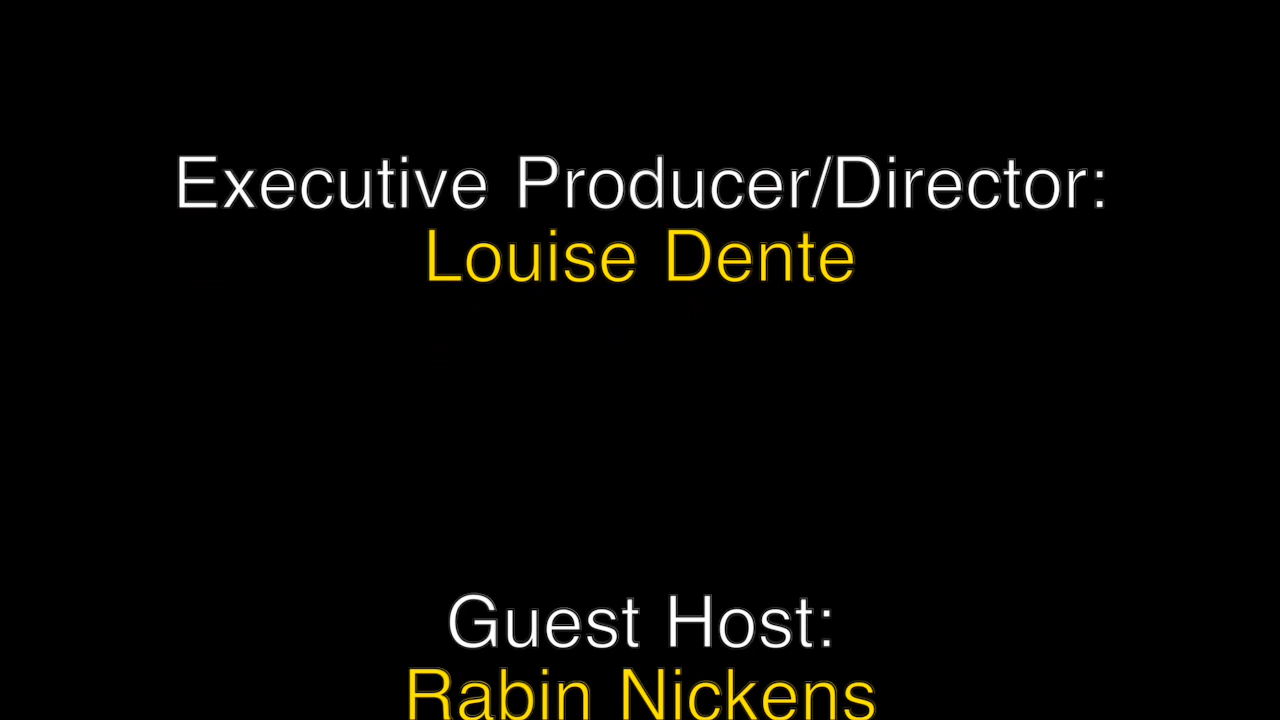 Executive Producer/Director:
Louise Dente
Guest Host:
Rabin Nickens